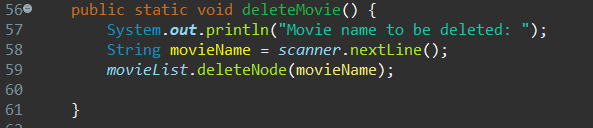 56 public static void deleteMovie() {
57 System.out.println("Movie name to be deleted: ");
58 String movieName = scanner.nextLine();
59 movieList.deleteNode(movieName);
60
61 }